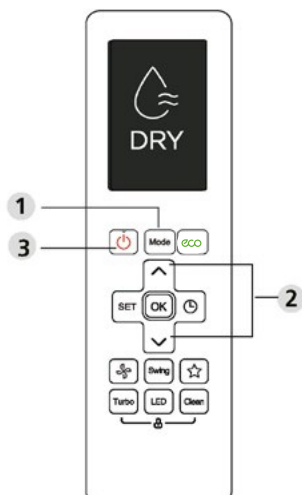 DRY
1
3
Mode
eco
2
SET
OK
Swing
Turbo
LED
Clean